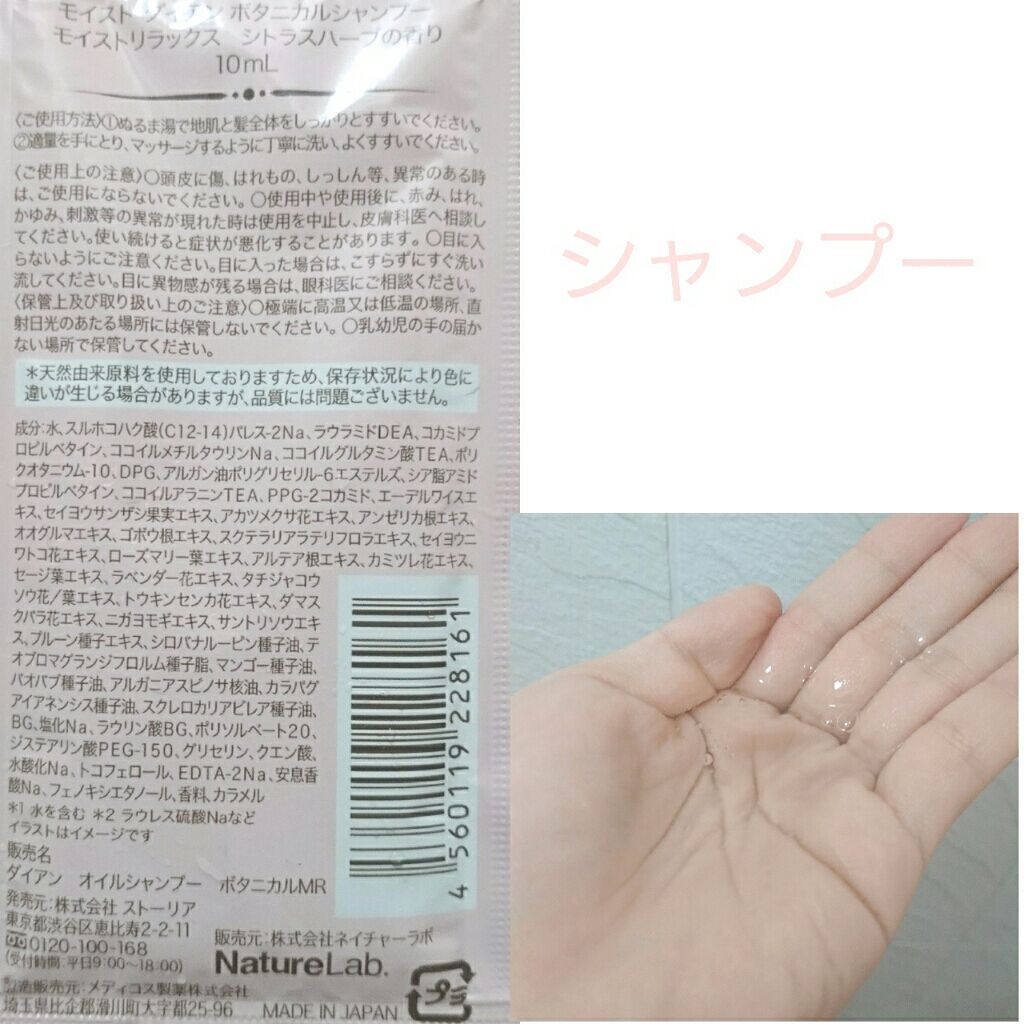 モイスト・ダイアン ボタニカルシャンプー
モイストリラックス シトラスハーブの香り
10mL
〈ご使用方法〉①ぬるま湯で地肌と髪全体をしっかりとすすいでください。
②適量を手にとり、マッサージするように丁寧に洗い、よくすすいでください。
〈ご使用上の注意〉○頭皮に傷、はれもの、しっしん等、異常のある時
は、ご使用にならないでください。○使用中や使用後に、赤み、はれ、
かゆみ、刺激等の異常が現れた時は使用を中止し、皮膚科医へ相談し
てください。使い続けると症状が悪化することがあります。○目に入
らないようにご注意ください。目に入った場合は、こすらずにすぐ洗い
流してください。目に異物感が残る場合は、眼科医にご相談ください。
〈保管上及び取り扱い上のご注意〉○極端に高温又は低温の場所、直
射日光のあたる場所には保管しないでください。○乳幼児の手の届か
ない場所で保管してください。
*天然由来原料を使用しておりますため、保存状況により色に
違いが生じる場合がありますが、品質には問題ございません。
成分:水、スルホコハク酸(C12-14)パレス-2Na、ラウラミドDEA、コカミドプ
ロピルベタイン、ココイルメチルタウリンNa、ココイルグルタミン酸TEA、ポリ
クオタニウム-10、DPG、アルガン油ポリグリセリル-6エステルズ、シア脂アミド
プロピルベタイン、ココイルアラニンTEA、PPG-2コカミド、エーデルワイスエ
キス、セイヨウサンザシ果実エキス、アカツメクサ花エキス、アンゼリカ根エキス、
オオグルマエキス、ゴボウ根エキス、スクテラリアラテリフロラエキス、セイヨウニ
ワトコ花エキス、ローズマリー葉エキス、アルテア根エキス、カミツレ花エキス、
セージ葉エキス、ラベンダー花エキス、タチジャコウ
ソウ花/葉エキス、トウキンセンカ花エキス、ダマス
クバラ花エキス、ニガヨモギエキス、サントリソウエキ
ス、プルーン種子エキス、シロバナルーピン種子油、テ
オブロマグランジフロルム種子脂、マンゴー種子油、
バオバブ種子油、アルガニアスピノサ核油、カラパグ
アイアネンシス種子油、スクレロカリアビレア種子油、
BG、塩化Na、ラウリン酸BG、ポリソルベート20、
ジステアリン酸PEG-150、グリセリン、クエン酸、
水酸化Na、トコフェロール、EDTA-2Na、安息香
酸Na、フェノキシエタノール、香料、カラメル
*1 水を含む *2 ラウレス硫酸Naなど
イラストはイメージです
販売名
ダイアン オイルシャンプー ボタニカルMR
発売元:株式会社 ストーリア
東京都渋谷区恵比寿2-2-11
0120-100-168
(受付時間:平日9:00〜18:00)
販売元:株式会社ネイチャーラボ
NatureLab.
製造販売元:メディコス製薬株式会社
埼玉県比企郡滑川町大字都25-96 MADE IN JAPAN
プラ
4 560119 228161
シャンプー